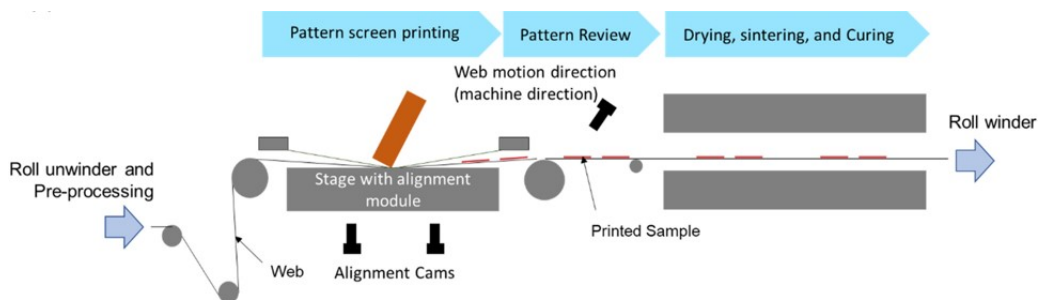 Pattern screen printing
Pattern Review
Drying, sintering, and Curing
Web motion direction
(machine direction)
Roll winder
Roll unwinder and
Pre-processing
Stage with alignment
module
Printed Sample
Web
Alignment Cams